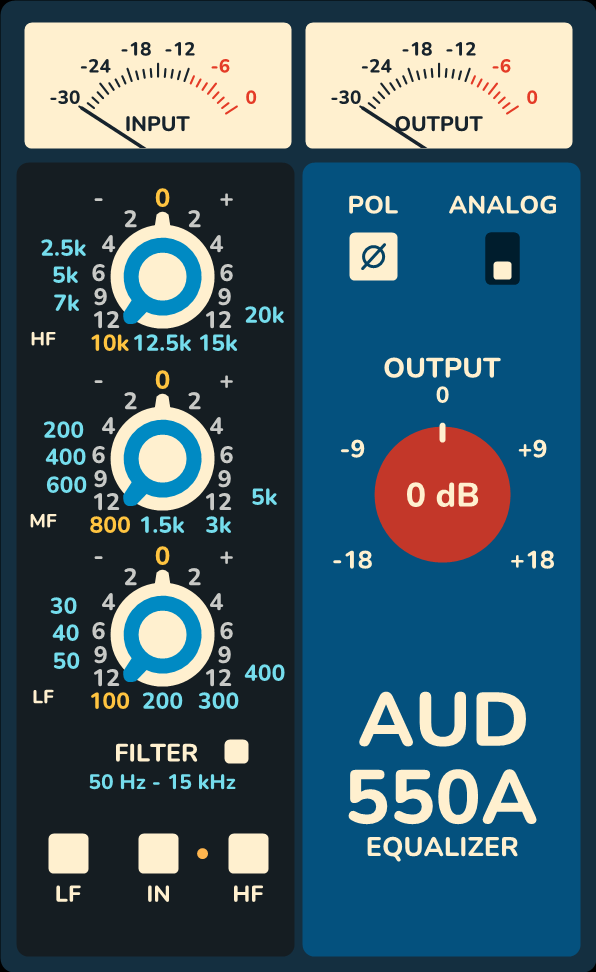 -18 -12
-24 -6
-30 0
INPUT
-18 -12
-24 -6
-30 0
OUTPUT
- 0 +
2 2
2.5k 4 4
5k 6 6
7k 9 9
12 12 20k
HF 10k 12.5k 15k
- 0 +
2 2
200 4 4
400 6 6
600 9 9
12 12 5k
MF 800 1.5k 3k
- 0 +
2 2
30 4 4
40 6 6
50 9 9
12 12 400
LF 100 200 300
FILTER
50 Hz - 15 kHz
LF IN HF
POL ANALOG
Ø
OUTPUT
0
-9 +9
0 dB
-18 +18
AUD
550A
EQUALIZER